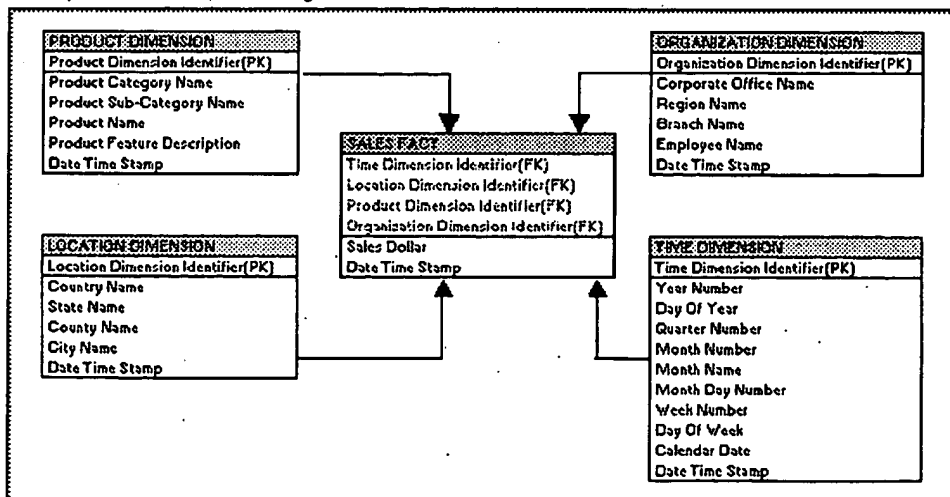 PRODUCT DIMENSION
Product Dimension Identifier(PK)
Product Category Name
Product Sub-Category Name
Product Name
Product Feature Description
Date Time Stamp
ORGANIZATION DIMENSION
Organization Dimension Identifier(PK)
Corporate Office Name
Region Name
Branch Name
Employee Name
Date Time Stamp
SALES FACT
Time Dimension Identifier(FK)
Location Dimension Identifier(FK)
Product Dimension Identifier(FK)
Organization Dimension Identifier(FK)
Sales Dollar
Date Time Stamp
LOCATION DIMENSION
Location Dimension Identifier(PK)
Country Name
State Name
County Name
City Name
Date Time Stamp
TIME DIMENSION
Time Dimension Identifier(PK)
Year Number
Day Of Year
Quarter Number
Month Number
Month Name
Month Day Number
Week Number
Day Of Week
Calendar Date
Date Time Stamp